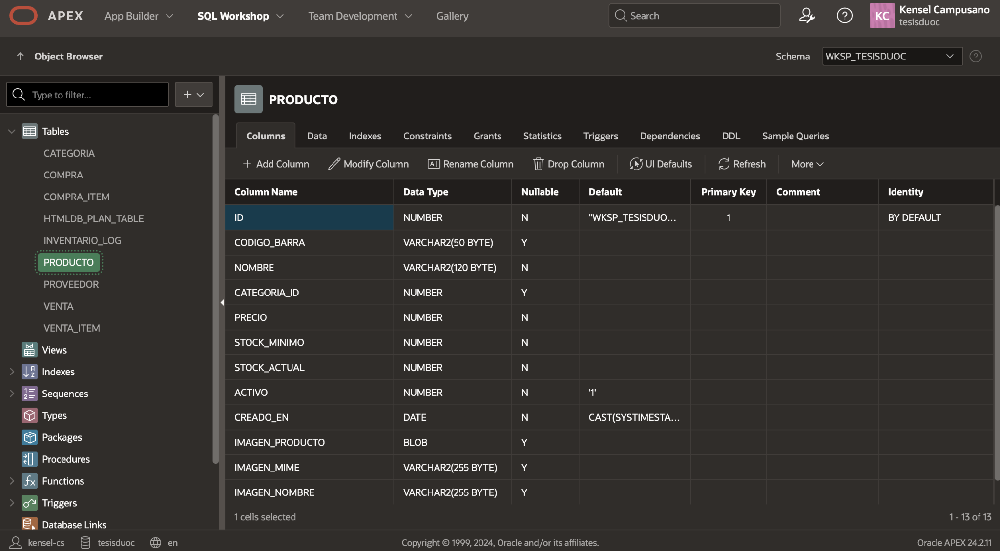 APEX App Builder SQL Workshop Team Development Gallery Search KC Kensel Campusano
tesisduoc
Object Browser Schema WKSP_TESISDUOC
Type to filter...
Tables
CATEGORIA
COMPRA
COMPRA_ITEM
HTMLDB_PLAN_TABLE
INVENTARIO_LOG
PRODUCTO
PROVEEDOR
VENTA
VENTA_ITEM
Views
Indexes
Sequences
Types
Packages
Procedures
Functions
Triggers
Database Links
PRODUCTO
Columns Data Indexes Constraints Grants Statistics Triggers Dependencies DDL Sample Queries
+ Add Column Modify Column Rename Column Drop Column UI Defaults Refresh More
Column Name Data Type Nullable Default Primary Key Comment Identity
ID NUMBER N "WKSP_TESISDUO... 1 BY DEFAULT
CODIGO_BARRA VARCHAR2(50 BYTE) Y
NOMBRE VARCHAR2(120 BYTE) N
CATEGORIA_ID NUMBER Y
PRECIO NUMBER N
STOCK_MINIMO NUMBER N
STOCK_ACTUAL NUMBER N
ACTIVO NUMBER N '1'
CREADO_EN DATE N CAST(SYSTIMESTA...
IMAGEN_PRODUCTO BLOB Y
IMAGEN_MIME VARCHAR2(255 BYTE) Y
IMAGEN_NOMBRE VARCHAR2(255 BYTE) Y
1 cells selected 1 - 13 of 13
kensel-cs tesisduoc en Copyright © 1999, 2024, Oracle and/or its affiliates. Oracle APEX 24.2.11